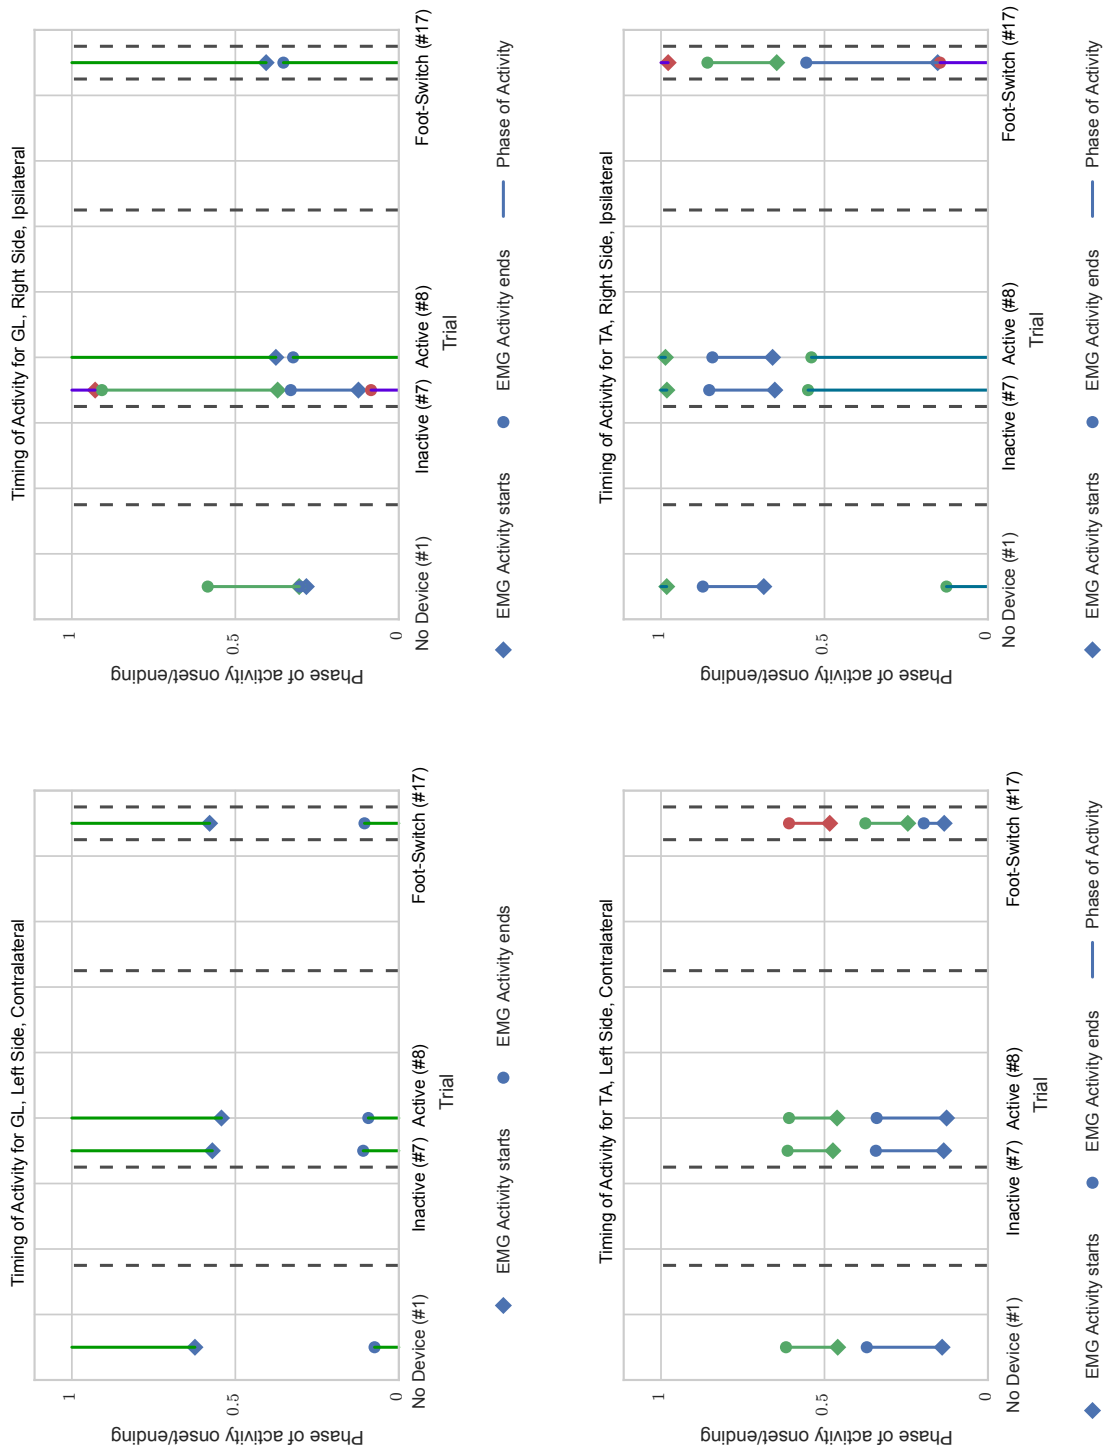 Timing of Activity for GL, Left Side, Contralateral
Phase of activity onset/ending
1
0.5
0
No Device (#1) Inactive (#7) Active (#8) Foot-Switch (#17)
Trial
EMG Activity starts EMG Activity ends
Timing of Activity for GL, Right Side, Ipsilateral
Phase of activity onset/ending
1
0.5
0
No Device (#1) Inactive (#7) Active (#8) Foot-Switch (#17)
Trial
EMG Activity starts EMG Activity ends Phase of Activity
Timing of Activity for TA, Left Side, Contralateral
Phase of activity onset/ending
1
0.5
0
No Device (#1) Inactive (#7) Active (#8) Foot-Switch (#17)
Trial
EMG Activity starts EMG Activity ends Phase of Activity
Timing of Activity for TA, Right Side, Ipsilateral
Phase of activity onset/ending
1
0.5
0
No Device (#1) Inactive (#7) Active (#8) Foot-Switch (#17)
Trial
EMG Activity starts EMG Activity ends Phase of Activity